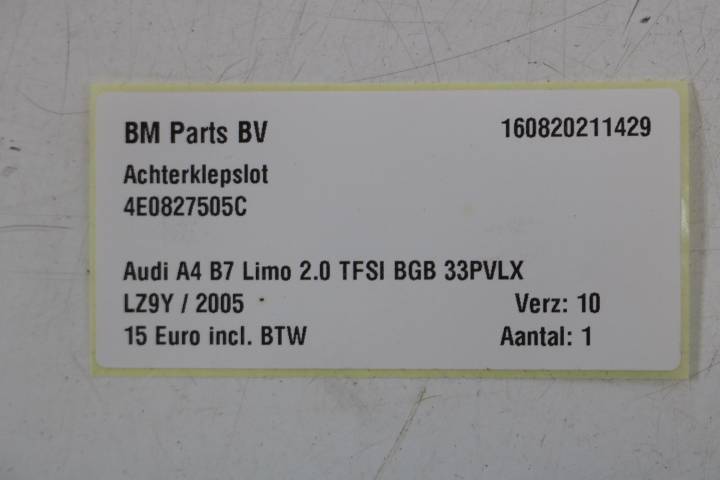 BM Parts BV 160820211429
Achterklepslot
4E0827505C
Audi A4 B7 Limo 2.0 TFSI BGB 33PVLX
LZ9Y / 2005 Verz: 10
15 Euro incl. BTW Aantal: 1